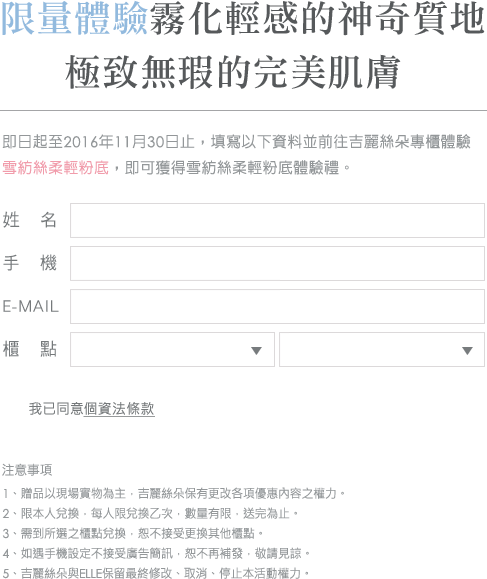 限量體驗霧化輕感的神奇質地
極致無瑕的完美肌膚
即日起至2016年11月30日止，填寫以下資料並前往吉麗絲朵專櫃體驗
雪紡絲柔輕粉底，即可獲得雪紡絲柔輕粉底體驗禮。
姓 名
手 機
E-MAIL
櫃 點
我已同意個資法條款
注意事項
1、贈品以現場實物為主，吉麗絲朵保有更改各項優惠內容之權力。
2、限本人兌換，每人限兌換乙次，數量有限，送完為止。
3、需到所選之櫃點兌換，恕不接受更換其他櫃點。
4、如遇手機設定不接受廣告簡訊，恕不再補發，敬請見諒。
5、吉麗絲朵與ELLE保留最終修改、取消、停止本活動權力。